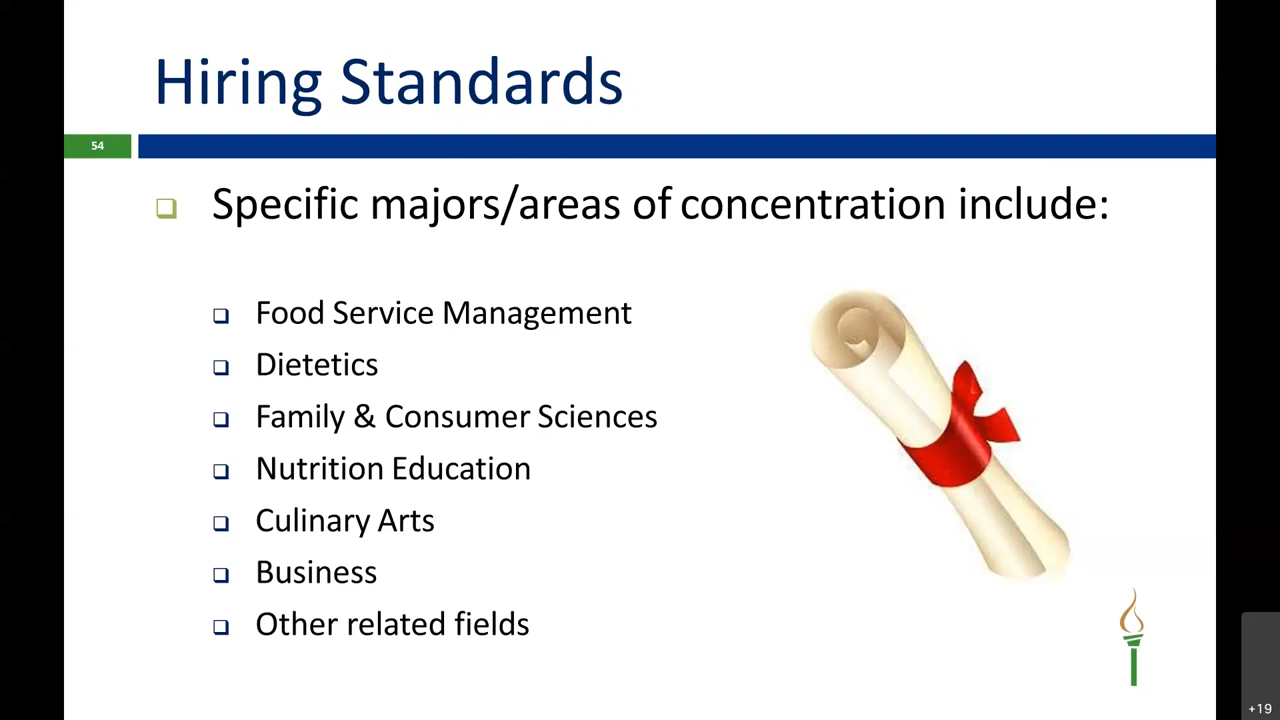 Hiring Standards
54
Specific majors/areas of concentration include:
Food Service Management
Dietetics
Family & Consumer Sciences
Nutrition Education
Culinary Arts
Business
Other related fields
+19